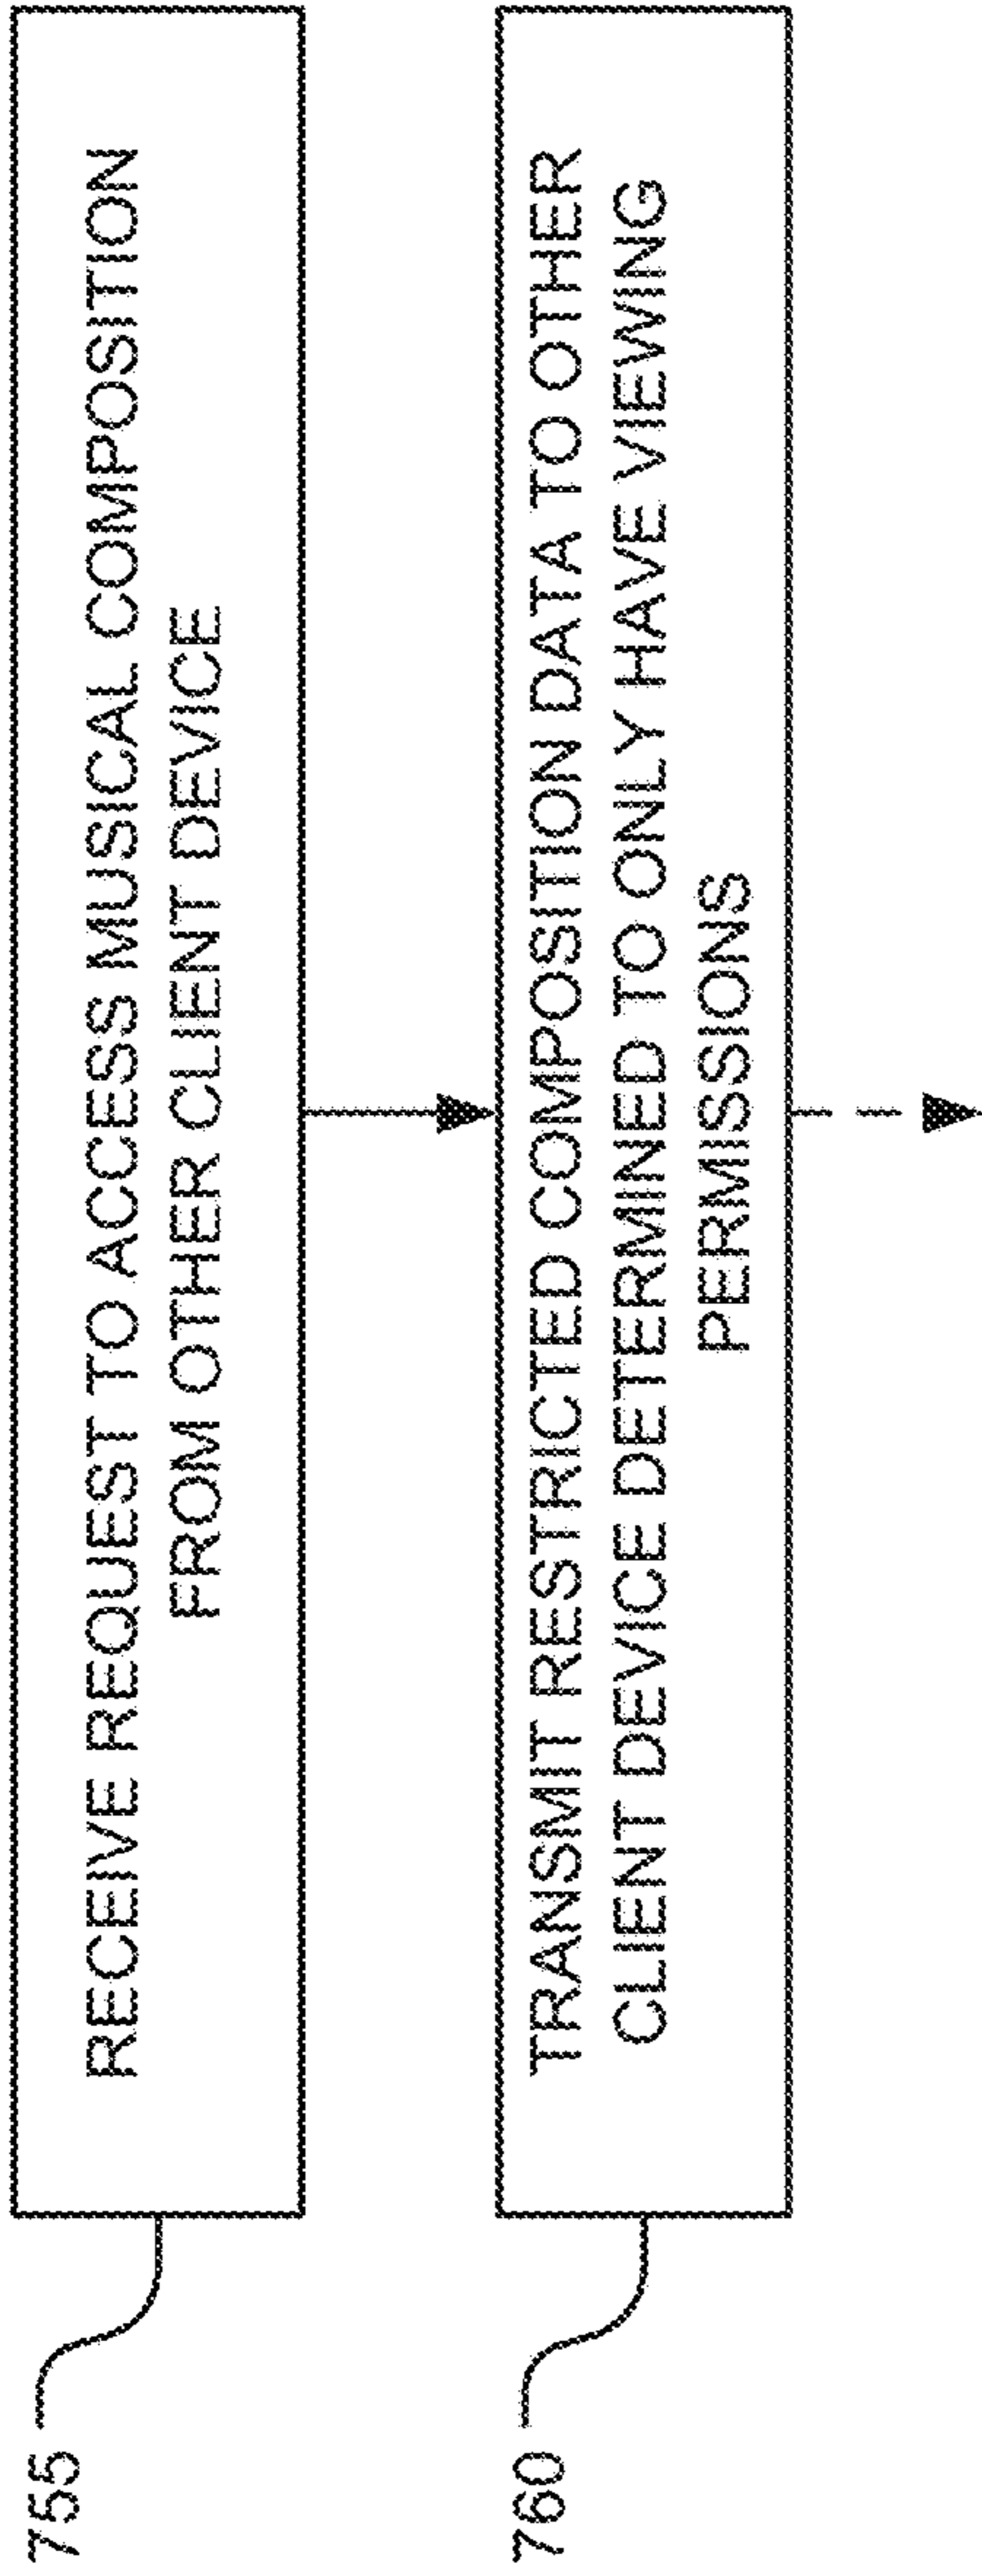 755
RECEIVE REQUEST TO ACCESS MUSICAL COMPOSITION
FROM OTHER CLIENT DEVICE
760
TRANSMIT RESTRICTED COMPOSITION DATA TO OTHER
CLIENT DEVICE DETERMINED TO ONLY HAVE VIEWING
PERMISSIONS